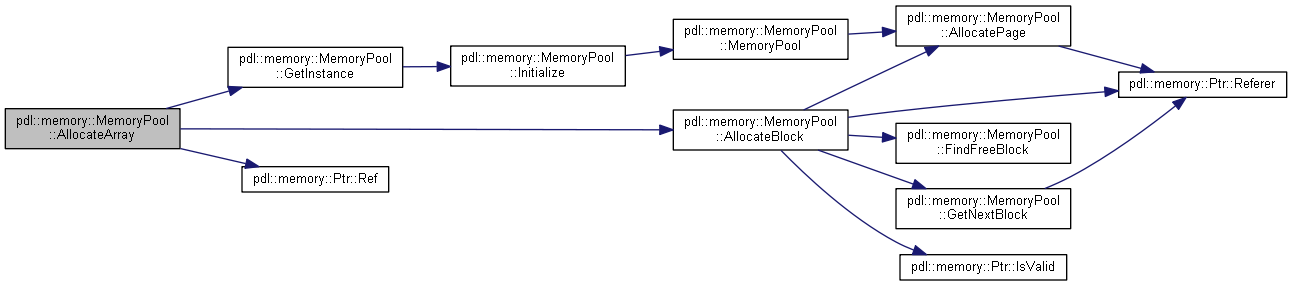 pdl::memory::MemoryPool
::AllocateArray
pdl::memory::MemoryPool
::GetInstance
pdl::memory::Ptr::Ref
pdl::memory::MemoryPool
::Initialize
pdl::memory::MemoryPool
::MemoryPool
pdl::memory::MemoryPool
::AllocateBlock
pdl::memory::MemoryPool
::AllocatePage
pdl::memory::MemoryPool
::FindFreeBlock
pdl::memory::MemoryPool
::GetNextBlock
pdl::memory::Ptr::IsValid
pdl::memory::Ptr::Referer